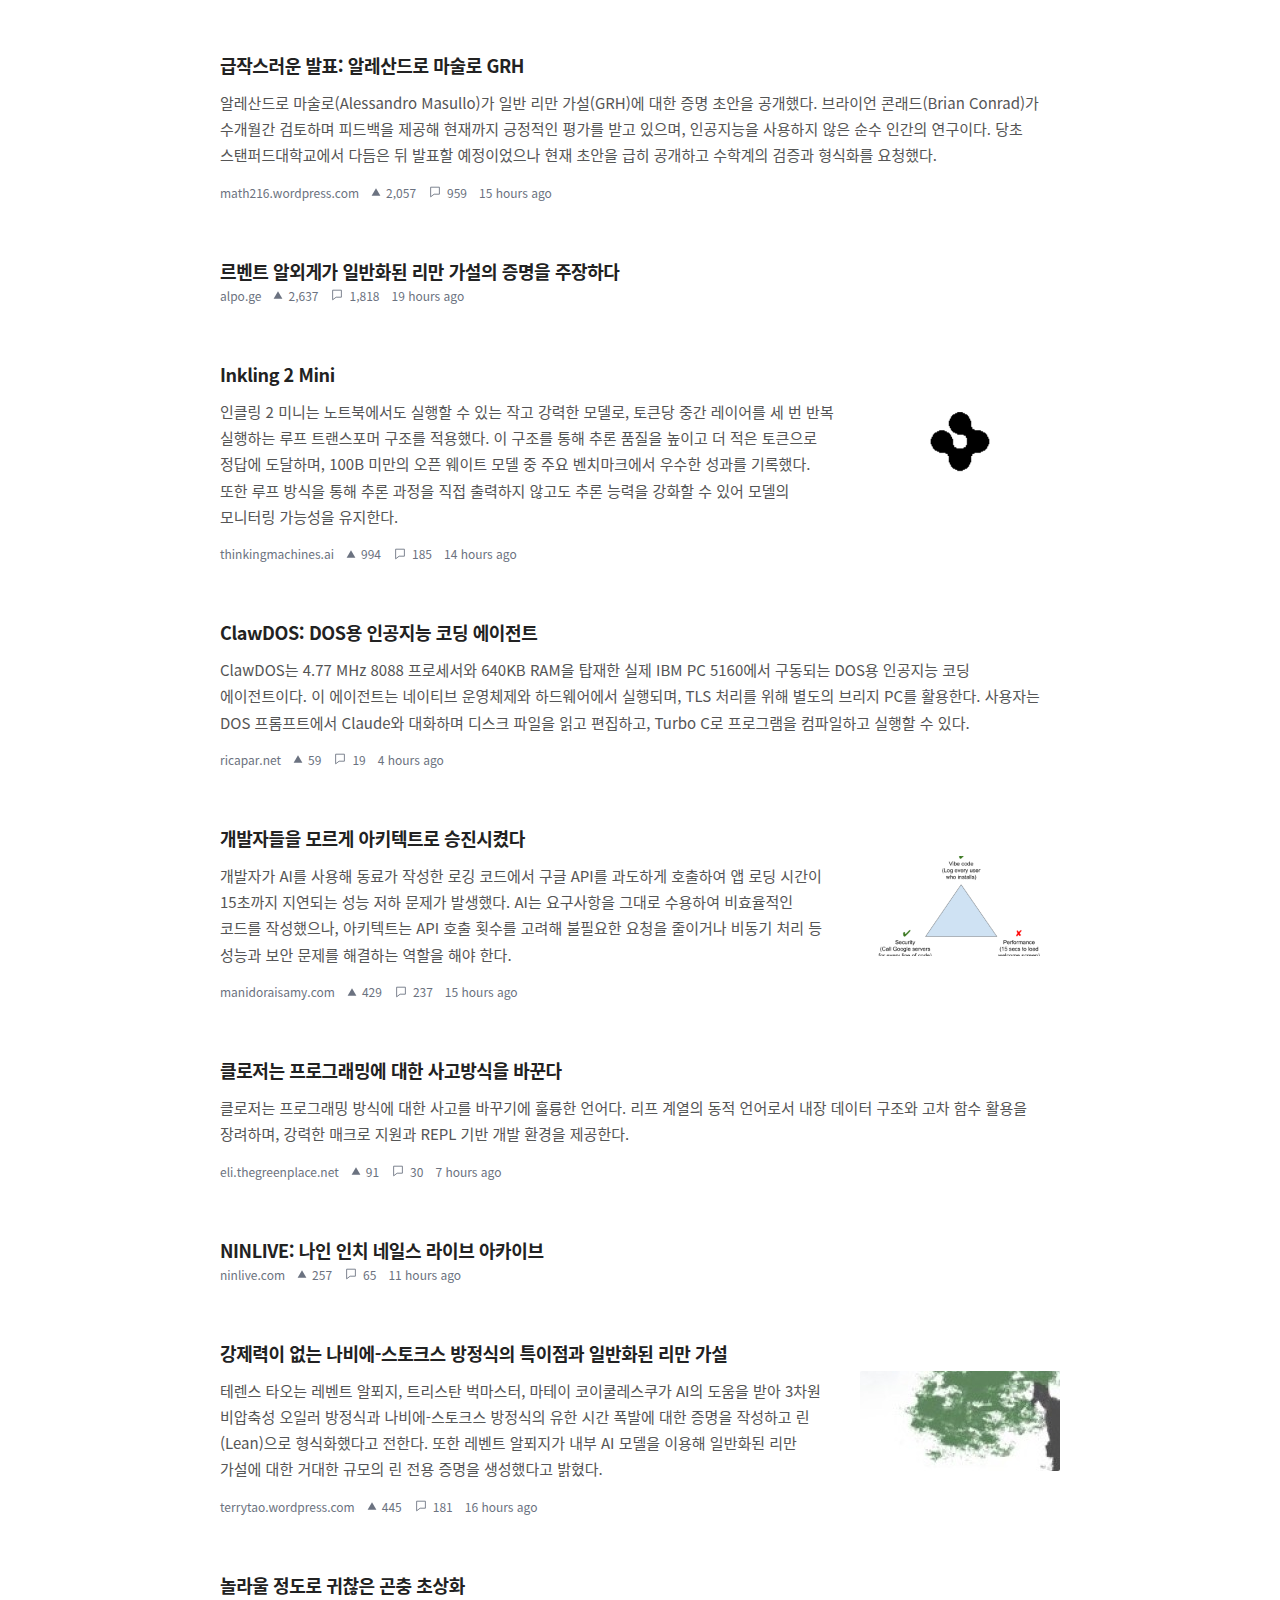 급작스러운 발표: 알레산드로 마술로 GRH
알레산드로 마술로(Alessandro Masullo)가 일반 리만 가설(GRH)에 대한 증명 초안을 공개했다. 브라이언 콘래드(Brian Conrad)가
수개월간 검토하며 피드백을 제공해 현재까지 긍정적인 평가를 받고 있으며, 인공지능을 사용하지 않은 순수 인간의 연구이다. 당초
스탠퍼드대학교에서 다듬은 뒤 발표할 예정이었으나 현재 초안을 급히 공개하고 수학계의 검증과 형식화를 요청했다.
math216.wordpress.com ▲ 2,057 959 15 hours ago
르벤트 알외게가 일반화된 리만 가설의 증명을 주장하다
alpo.ge ▲ 2,637 1,818 19 hours ago
Inkling 2 Mini
인클링 2 미니는 노트북에서도 실행할 수 있는 작고 강력한 모델로, 토큰당 중간 레이어를 세 번 반복
실행하는 루프 트랜스포머 구조를 적용했다. 이 구조를 통해 추론 품질을 높이고 더 적은 토큰으로
정답에 도달하며, 100B 미만의 오픈 웨이트 모델 중 주요 벤치마크에서 우수한 성과를 기록했다.
또한 루프 방식을 통해 추론 과정을 직접 출력하지 않고도 추론 능력을 강화할 수 있어 모델의
모니터링 가능성을 유지한다.
thinkingmachines.ai ▲ 994 185 14 hours ago
ClawDOS: DOS용 인공지능 코딩 에이전트
ClawDOS는 4.77 MHz 8088 프로세서와 640KB RAM을 탑재한 실제 IBM PC 5160에서 구동되는 DOS용 인공지능 코딩
에이전트이다. 이 에이전트는 네이티브 운영체제와 하드웨어에서 실행되며, TLS 처리를 위해 별도의 브리지 PC를 활용한다. 사용자는
DOS 프롬프트에서 Claude와 대화하며 디스크 파일을 읽고 편집하고, Turbo C로 프로그램을 컴파일하고 실행할 수 있다.
ricapar.net ▲ 59 19 4 hours ago
개발자들을 모르게 아키텍트로 승진시켰다
개발자가 AI를 사용해 동료가 작성한 로깅 코드에서 구글 API를 과도하게 호출하여 앱 로딩 시간이
15초까지 지연되는 성능 저하 문제가 발생했다. AI는 요구사항을 그대로 수용하여 비효율적인
코드를 작성했으나, 아키텍트는 API 호출 횟수를 고려해 불필요한 요청을 줄이거나 비동기 처리 등
성능과 보안 문제를 해결하는 역할을 해야 한다.
Vibe code
(Log every user
who installs)
✔ ✘
Security Performance
(Call Google servers (15 secs to load
for every line of code) welcome screen)
manidoraisamy.com ▲ 429 237 15 hours ago
클로저는 프로그래밍에 대한 사고방식을 바꾼다
클로저는 프로그래밍 방식에 대한 사고를 바꾸기에 훌륭한 언어다. 리프 계열의 동적 언어로서 내장 데이터 구조와 고차 함수 활용을
장려하며, 강력한 매크로 지원과 REPL 기반 개발 환경을 제공한다.
eli.thegreenplace.net ▲ 91 30 7 hours ago
NINLIVE: 나인 인치 네일스 라이브 아카이브
ninlive.com ▲ 257 65 11 hours ago
강제력이 없는 나비에-스토크스 방정식의 특이점과 일반화된 리만 가설
테렌스 타오는 레벤트 알푀지, 트리스탄 벅마스터, 마테이 코이쿨레스쿠가 AI의 도움을 받아 3차원
비압축성 오일러 방정식과 나비에-스토크스 방정식의 유한 시간 폭발에 대한 증명을 작성하고 린
(Lean)으로 형식화했다고 전한다. 또한 레벤트 알푀지가 내부 AI 모델을 이용해 일반화된 리만
가설에 대한 거대한 규모의 린 전용 증명을 생성했다고 밝혔다.
terrytao.wordpress.com ▲ 445 181 16 hours ago
놀라울 정도로 귀찮은 곤충 초상화